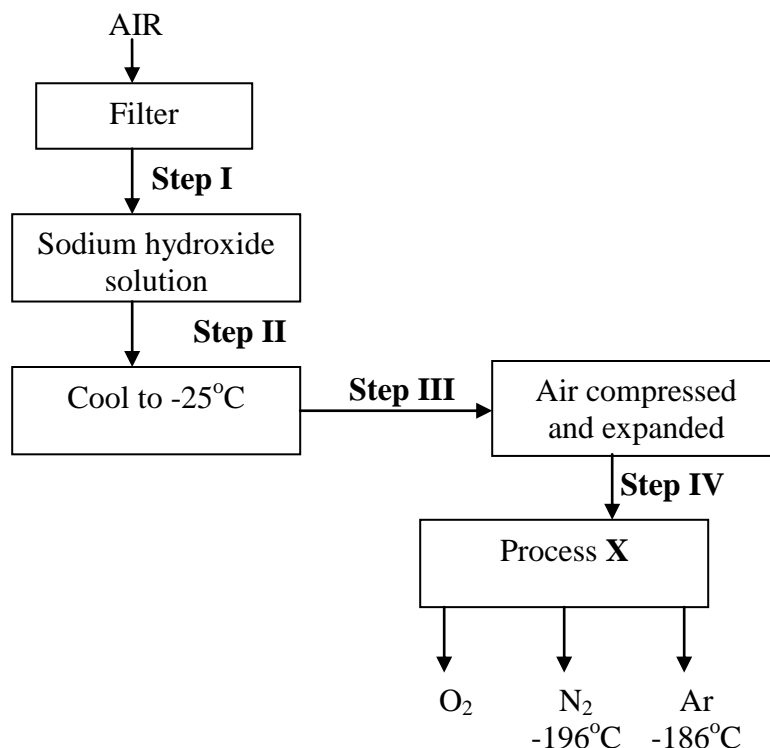 AIR
Filter
Step I
Sodium hydroxide
solution
Step II
Cool to -25°C
Step III
Air compressed
and expanded
Step IV
Process X
O₂ N₂ Ar
-196°C -186°C